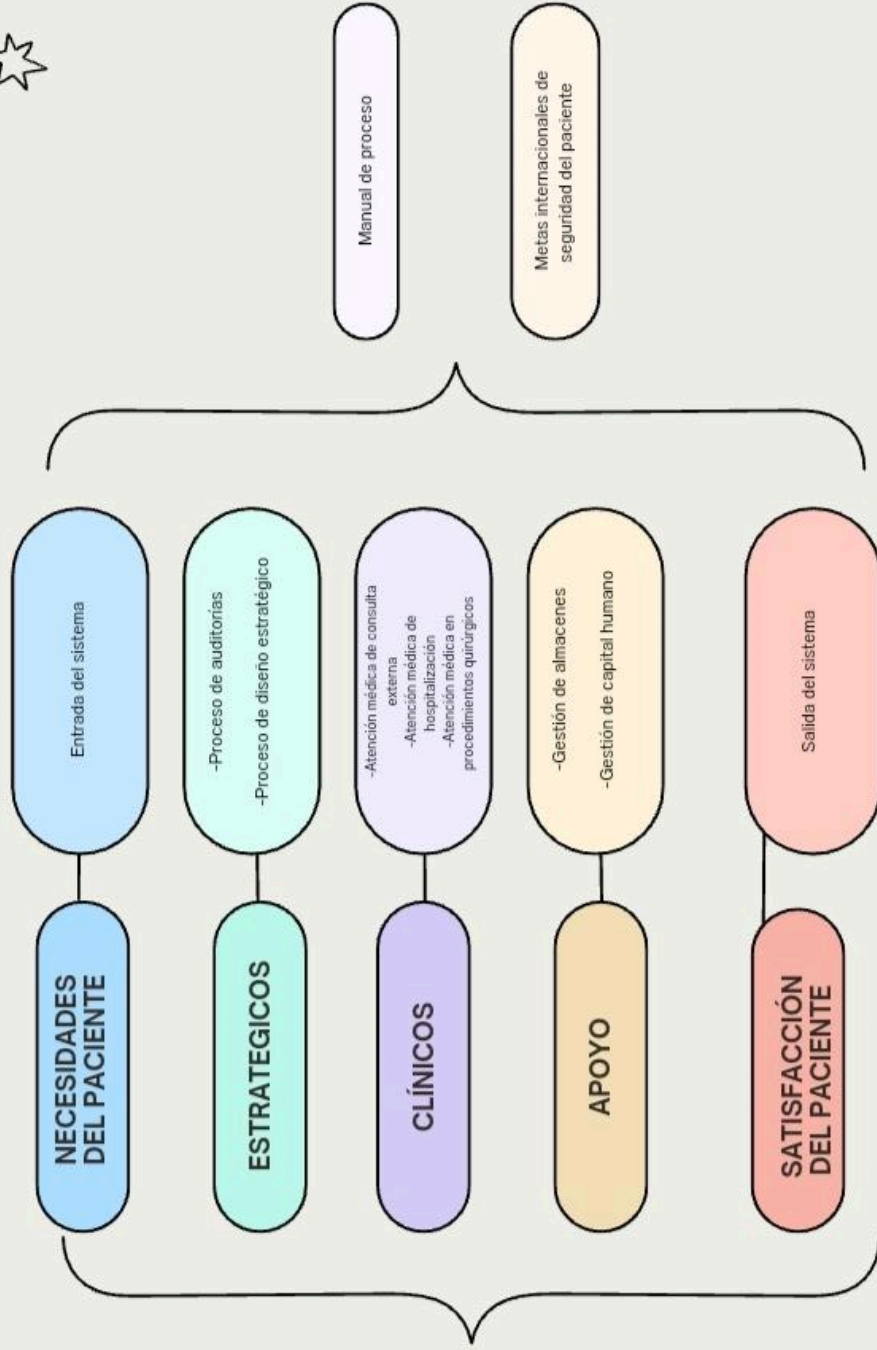 NECESIDADES
DEL PACIENTE
Entrada del sistema
ESTRATEGICOS
-Proceso de auditorías
-Proceso de diseño estratégico
CLÍNICOS
-Atención médica de consulta
externa
-Atención médica de
hospitalización
-Atención médica en
procedimientos quirúrgicos
APOYO
-Gestión de almacenes
-Gestión de capital humano
SATISFACCIÓN
DEL PACIENTE
Salida del sistema
Manual de proceso
Metas internacionales de
seguridad del paciente